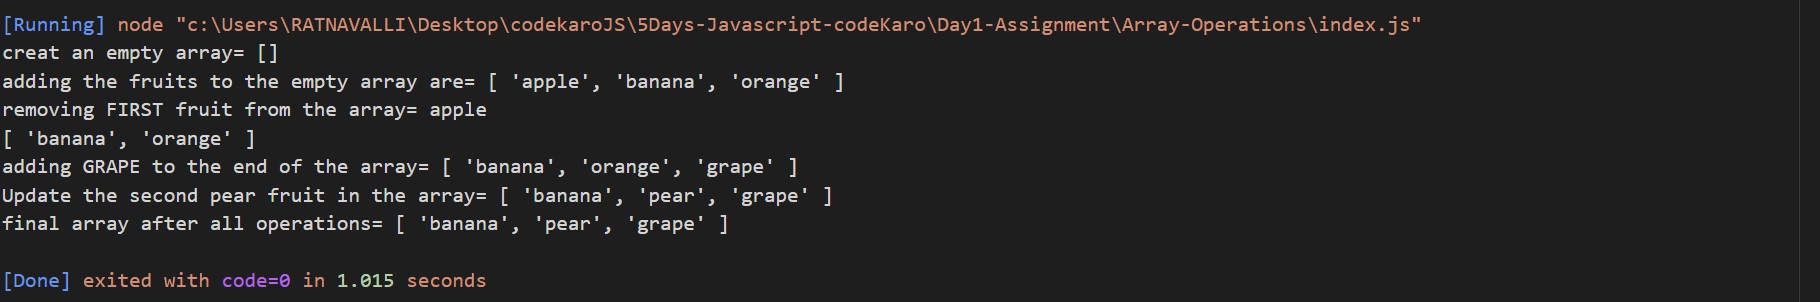 [Running] node "c:\Users\RATNAVALLI\Desktop\codekaroJS\5Days-Javascript-codeKaro\Day1-Assignment\Array-Operations\index.js"
creat an empty array= []
adding the fruits to the empty array are= [ 'apple', 'banana', 'orange' ]
removing FIRST fruit from the array= apple
[ 'banana', 'orange' ]
adding GRAPE to the end of the array= [ 'banana', 'orange', 'grape' ]
Update the second pear fruit in the array= [ 'banana', 'pear', 'grape' ]
final array after all operations= [ 'banana', 'pear', 'grape' ]
[Done] exited with code=0 in 1.015 seconds